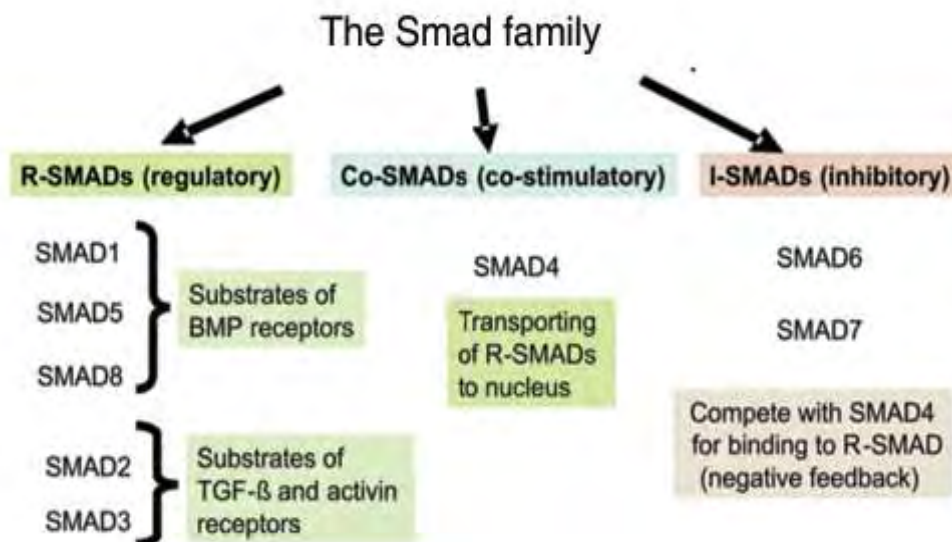 The Smad family
R-SMADs (regulatory)
Co-SMADs (co-stimulatory)
I-SMADs (inhibitory)
SMAD1
SMAD5
SMAD8
Substrates of
BMP receptors
SMAD2
SMAD3
Substrates of
TGF-ß and activin
receptors
SMAD4
Transporting
of R-SMADs
to nucleus
SMAD6
SMAD7
Compete with SMAD4
for binding to R-SMAD
(negative feedback)